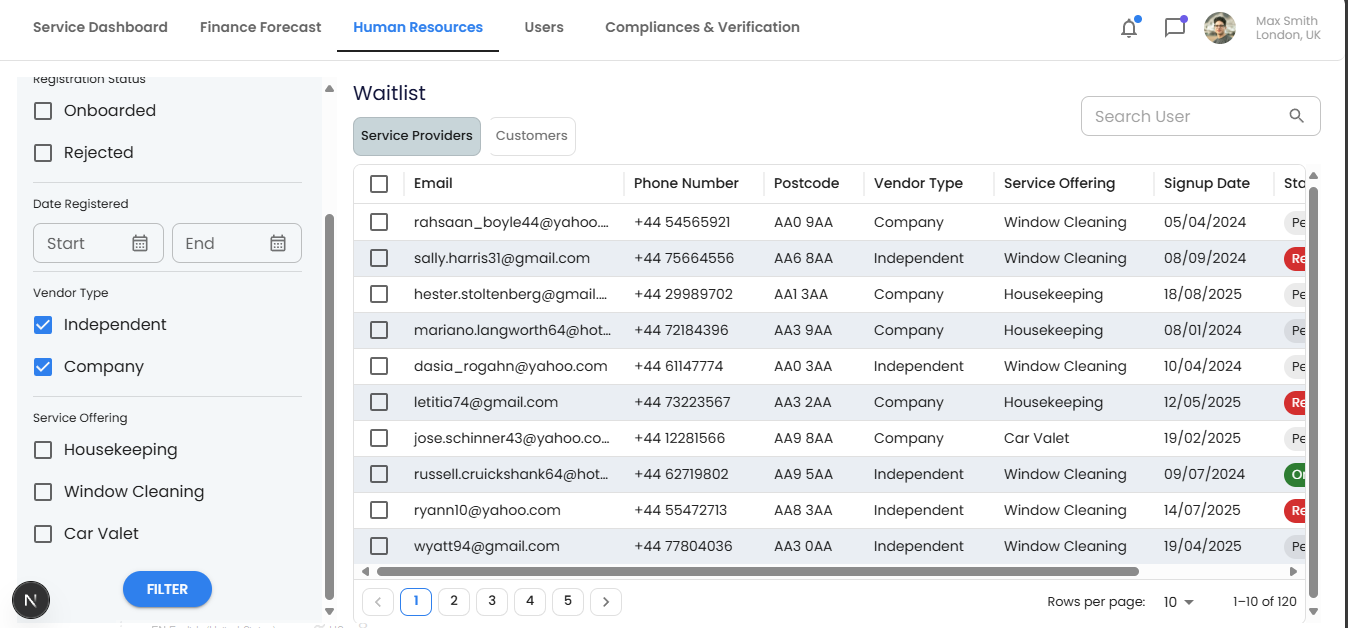 Service Dashboard Finance Forecast Human Resources Users Compliances & Verification Max Smith
London, UK
Registration Status
Onboarded
Rejected
Date Registered
Start End
Vendor Type
Independent
Company
Service Offering
Housekeeping
Window Cleaning
Car Valet
FILTER
N
Waitlist
Service Providers Customers
Search User
Email Phone Number Postcode Vendor Type Service Offering Signup Date Sta
rahsaan_boyle44@yahoo.... +44 54565921 AA0 9AA Company Window Cleaning 05/04/2024 Pe
sally.harris31@gmail.com +44 75664556 AA6 8AA Independent Window Cleaning 08/09/2024 Re
hester.stoltenberg@gmail.... +44 29989702 AA1 3AA Company Housekeeping 18/08/2025 Pe
mariano.langworth64@hot... +44 72184396 AA3 9AA Company Housekeeping 08/01/2024 Pe
dasia_rogahn@yahoo.com +44 61147774 AA0 3AA Independent Window Cleaning 10/04/2024 Pe
letitia74@gmail.com +44 73223567 AA3 2AA Company Housekeeping 12/05/2025 Re
jose.schinner43@yahoo.co... +44 12281566 AA9 8AA Company Car Valet 19/02/2025 Pe
russell.cruickshank64@hot... +44 62719802 AA9 5AA Independent Window Cleaning 09/07/2024 On
ryann10@yahoo.com +44 55472713 AA8 3AA Independent Window Cleaning 14/07/2025 Re
wyatt94@gmail.com +44 77804036 AA3 0AA Independent Window Cleaning 19/04/2025 Pe
1 2 3 4 5 Rows per page: 10 1–10 of 120